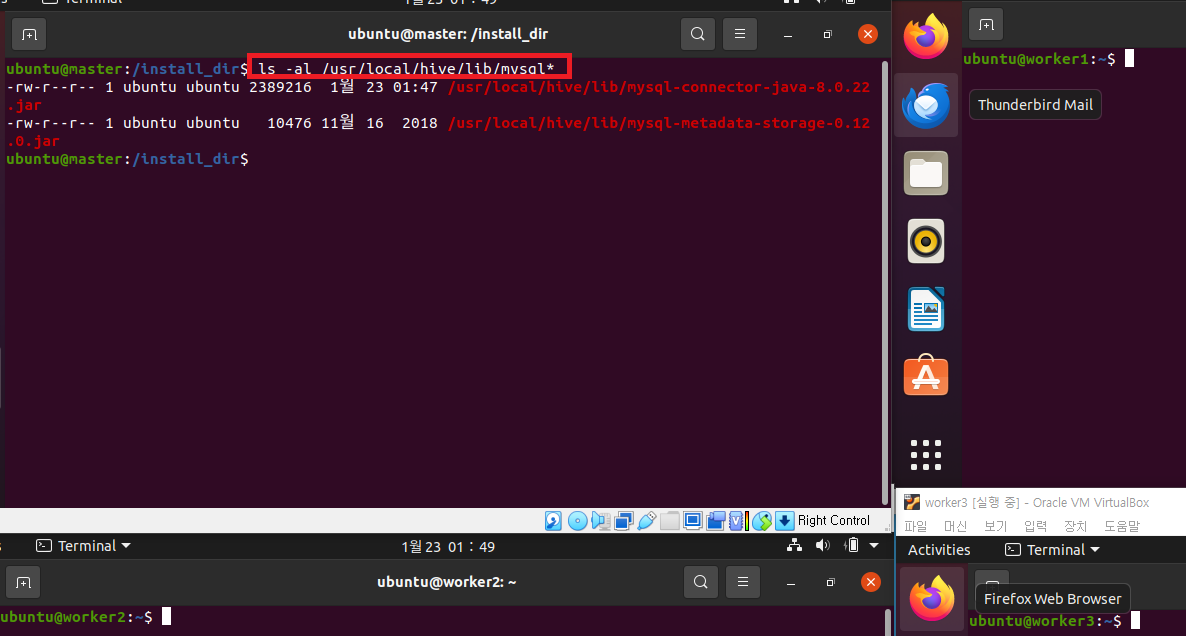 Terminal
1월 23 01 : 49
ubuntu@master: /install_dir
ubuntu@master:/install_dir$ ls -al /usr/local/hive/lib/mysql*
-rw-r--r-- 1 ubuntu ubuntu 2389216  1월  23 01:47 /usr/local/hive/lib/mysql-connector-java-8.0.22
.jar
-rw-r--r-- 1 ubuntu ubuntu   10476 11월  16  2018 /usr/local/hive/lib/mysql-metadata-storage-0.12
.0.jar
ubuntu@master:/install_dir$
Right Control
ubuntu@worker1:~$
Thunderbird Mail
Terminal
1월 23 01 : 49
ubuntu@worker2: ~
ubuntu@worker2:~$
worker3 [실행 중] - Oracle VM VirtualBox
파일 머신 보기 입력 장치 도움말
Activities Terminal
Firefox Web Browser
ubuntu@worker3:~$